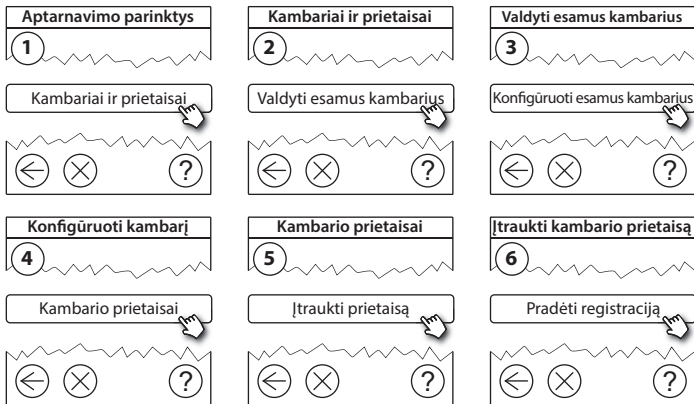 Aptarnavimo parinktys
1
Kambariai ir prietaisai
?
Kambariai ir prietaisai
2
Valdyti esamus kambarius
?
Valdyti esamus kambarius
3
Konfigūruoti esamus kambarius
?
Konfigūruoti kambarį
4
Kambario prietaisai
?
Kambario prietaisai
5
Įtraukti prietaisą
?
Įtraukti kambario prietaisą
6
Pradėti registraciją
?